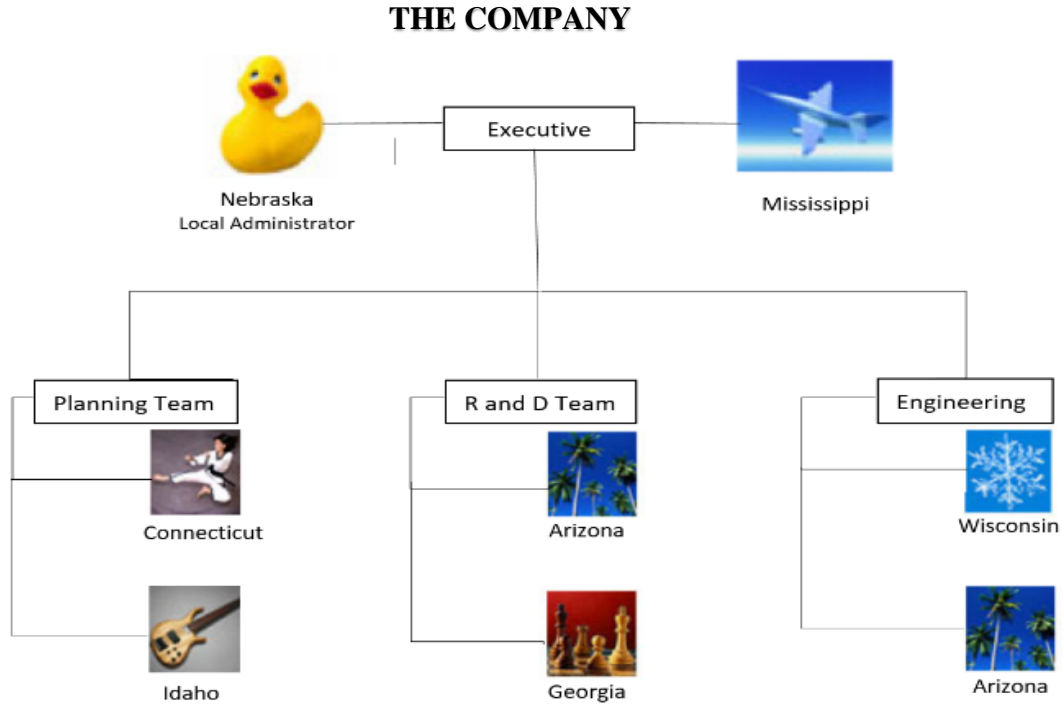 THE COMPANY
Executive
Nebraska
Local Administrator
Mississippi
Planning Team
R and D Team
Engineering
Connecticut
Arizona
Wisconsin
Idaho
Georgia
Arizona